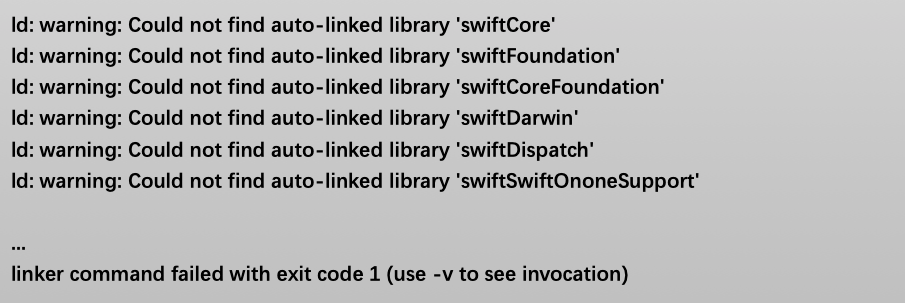 ld: warning: Could not find auto-linked library 'swiftCore'
ld: warning: Could not find auto-linked library 'swiftFoundation'
ld: warning: Could not find auto-linked library 'swiftCoreFoundation'
ld: warning: Could not find auto-linked library 'swiftDarwin'
ld: warning: Could not find auto-linked library 'swiftDispatch'
ld: warning: Could not find auto-linked library 'swiftSwiftOnoneSupport'
...
linker command failed with exit code 1 (use -v to see invocation)